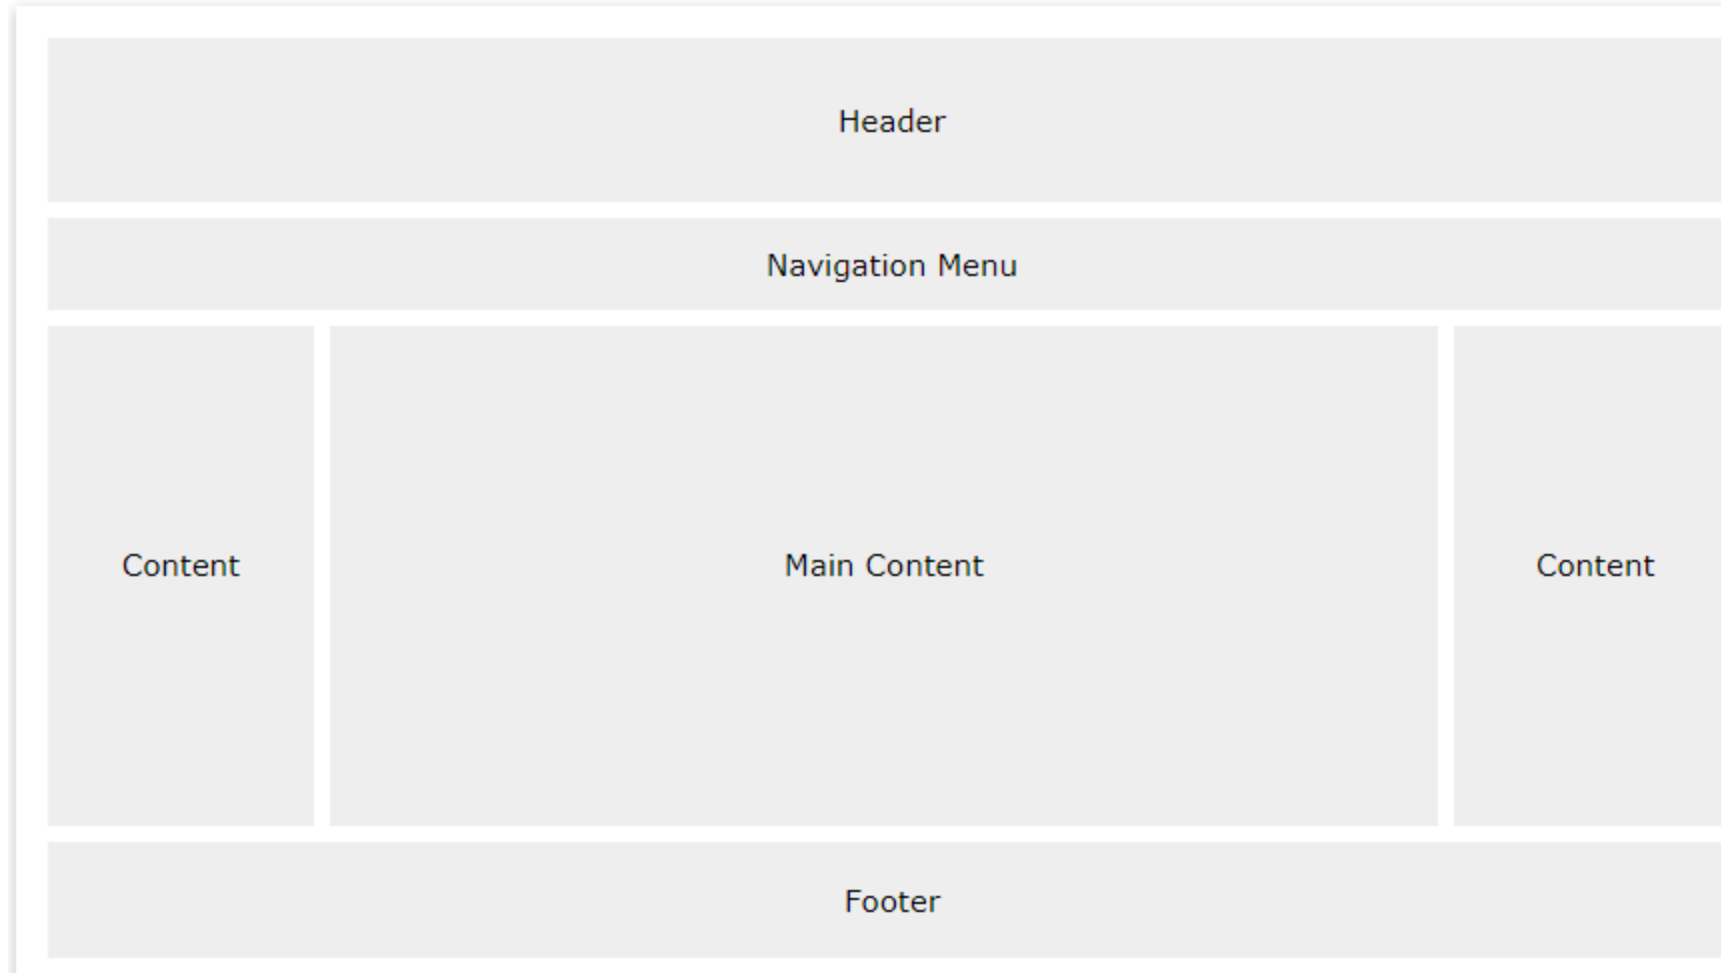 Header
Navigation Menu
Content
Main Content
Content
Footer